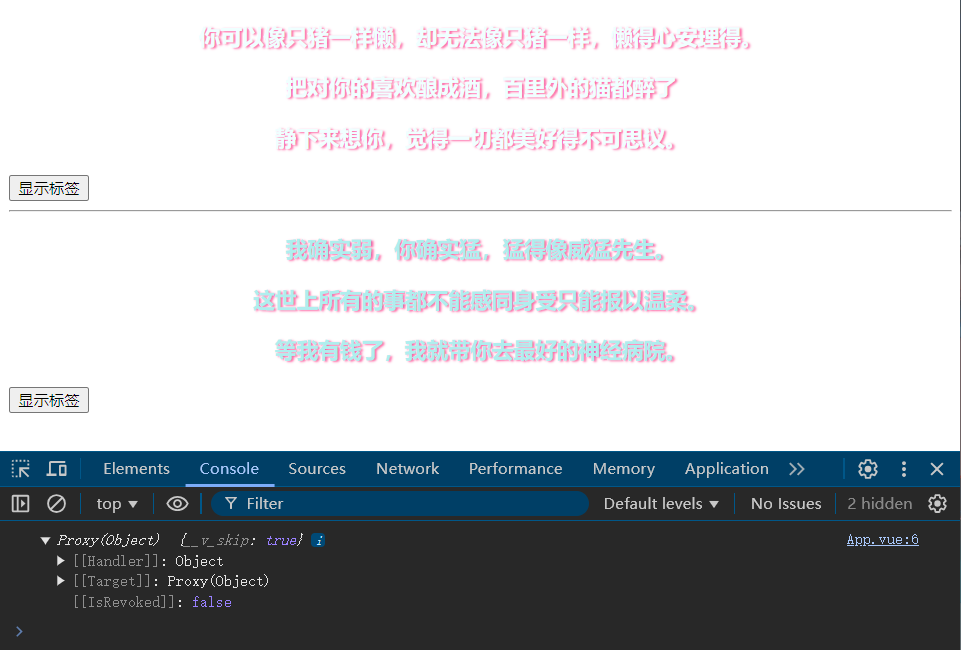 你可以像只猪一样懒，却无法像只猪一样，懒得心安理得。
把对你的喜欢酿成酒，百里外的猫都醉了
静下来想你，觉得一切都美好得不可思议。
显示标签
我确实弱，你确实猛，猛得像威猛先生。
这世上所有的事都不能感同身受只能报以温柔。
等我有钱了，我就带你去最好的神经病院。
显示标签
Elements Console Sources Network Performance Memory Application
top Filter Default levels No Issues 2 hidden
Proxy(Object) {__v_skip: true} i App.vue:6
[[Handler]]: Object
[[Target]]: Proxy(Object)
[[IsRevoked]]: false